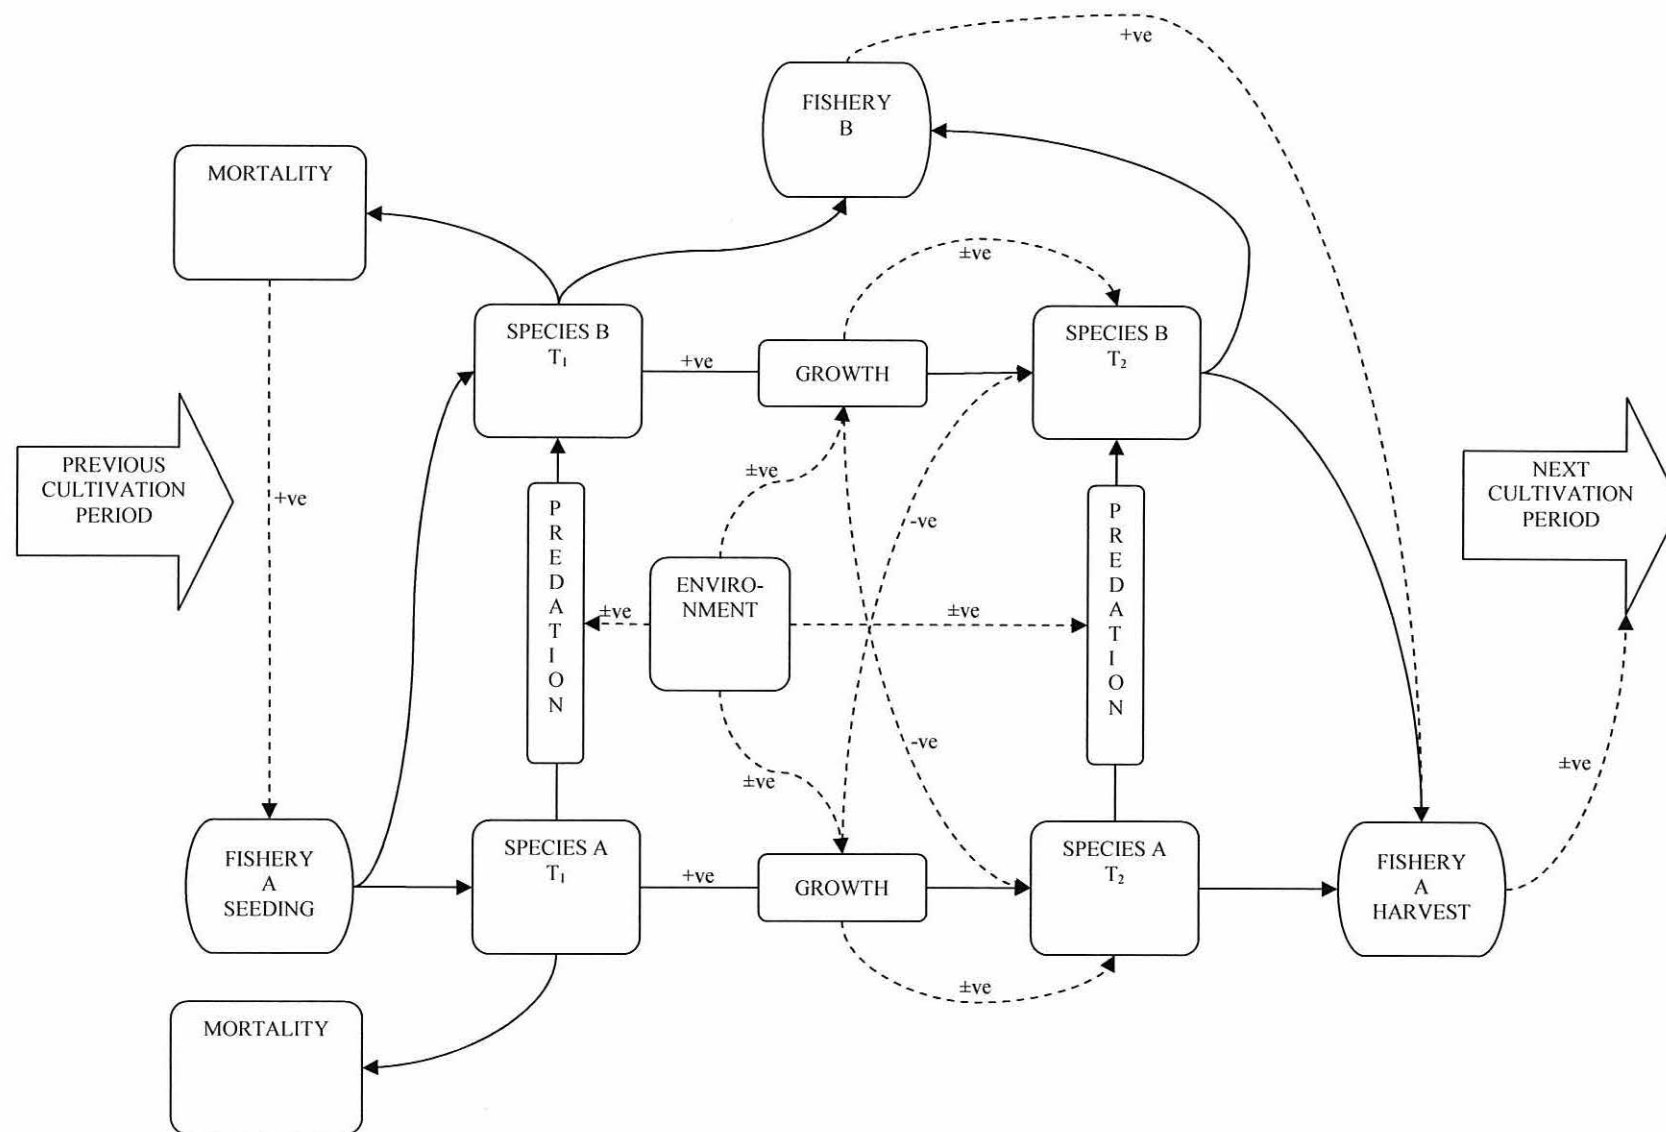 +ve
FISHERY
B
MORTALITY
±ve
SPECIES B
T₁
+ve
GROWTH
SPECIES B
T₂
PREVIOUS
CULTIVATION
PERIOD
+ve
±ve
-ve
NEXT
CULTIVATION
PERIOD
PREDATION
ENVIRO-
NMENT
±ve
±ve
PREDATION
-ve
±ve
±ve
FISHERY
A
SEEDING
SPECIES A
T₁
+ve
GROWTH
SPECIES A
T₂
FISHERY
A
HARVEST
±ve
MORTALITY